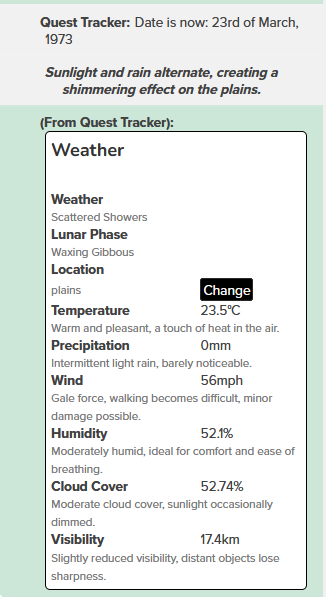 Quest Tracker: Date is now: 23rd of March,
1973
Sunlight and rain alternate, creating a
shimmering effect on the plains.
(From Quest Tracker):
Weather
Weather
Scattered Showers
Lunar Phase
Waxing Gibbous
Location
plains Change
Temperature 23.5°C
Warm and pleasant, a touch of heat in the air.
Precipitation 0mm
Intermittent light rain, barely noticeable.
Wind 56mph
Gale force, walking becomes difficult, minor
damage possible.
Humidity 52.1%
Moderately humid, ideal for comfort and ease of
breathing.
Cloud Cover 52.74%
Moderate cloud cover, sunlight occasionally
dimmed.
Visibility 17.4km
Slightly reduced visibility, distant objects lose
sharpness.